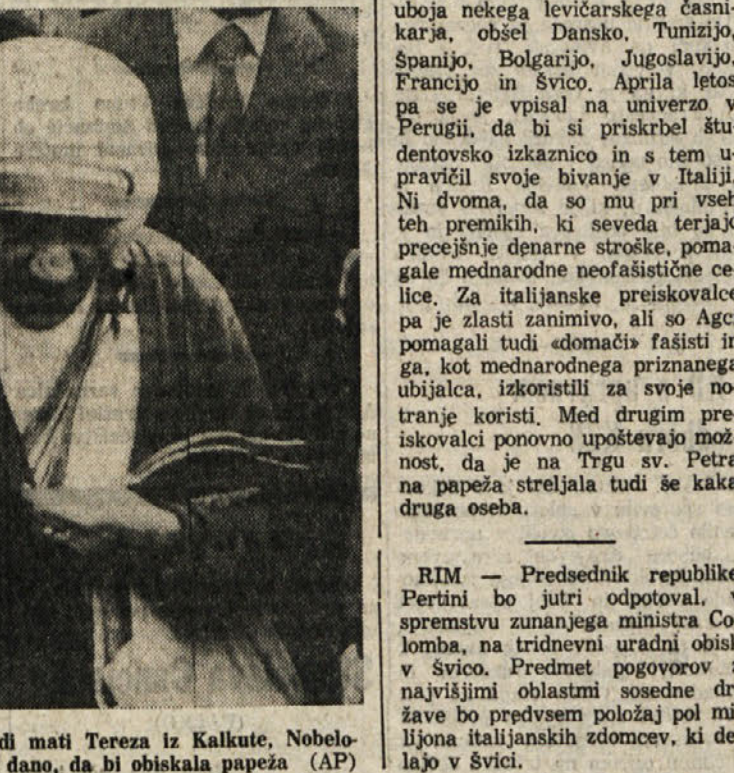 di mati Tereza iz Kalkute, Nobelo-
dano, da bi obiskala papeža (AP)
uboja nekega levičarskega časni-
karja, obšel Dansko, Tunizijo,
Španijo, Bolgarijo, Jugoslavijo,
Francijo in Švico. Aprila letos
pa se je vpisal na univerzo v
Perugii, da bi si priskrbel štu-
dentovsko izkaznico in s tem u-
pravičil svoje bivanje v Italiji.
Ni dvoma, da so mu pri vseh
teh premikih, ki seveda terjajo
precejšnje denarne stroške, poma-
gale mednarodne neofašistične ce-
lice. Za italijanske preiskovalce
pa je zlasti zanimivo, ali so Agc
pomagali tudi «domači» fašisti in
ga, kot mednarodnega priznanega
ubijalca, izkoristili za svoje no-
tranje koristi. Med drugim pre-
iskovalci ponovno upoštevajo mož-
nost, da je na Trgu sv. Petra
na papeža streljala tudi še kaka
druga oseba.
RIM — Predsednik republike
Pertini bo jutri odpotoval, v
spremstvu zunanjega ministra Co-
lomba, na tridnevni uradni obisk
v Švico. Predmet pogovorov z
najvišjimi oblastmi sosedne dr-
žave bo predvsem položaj pol mi-
lijona italijanskih zdomcev, ki de-
lajo v Švici.